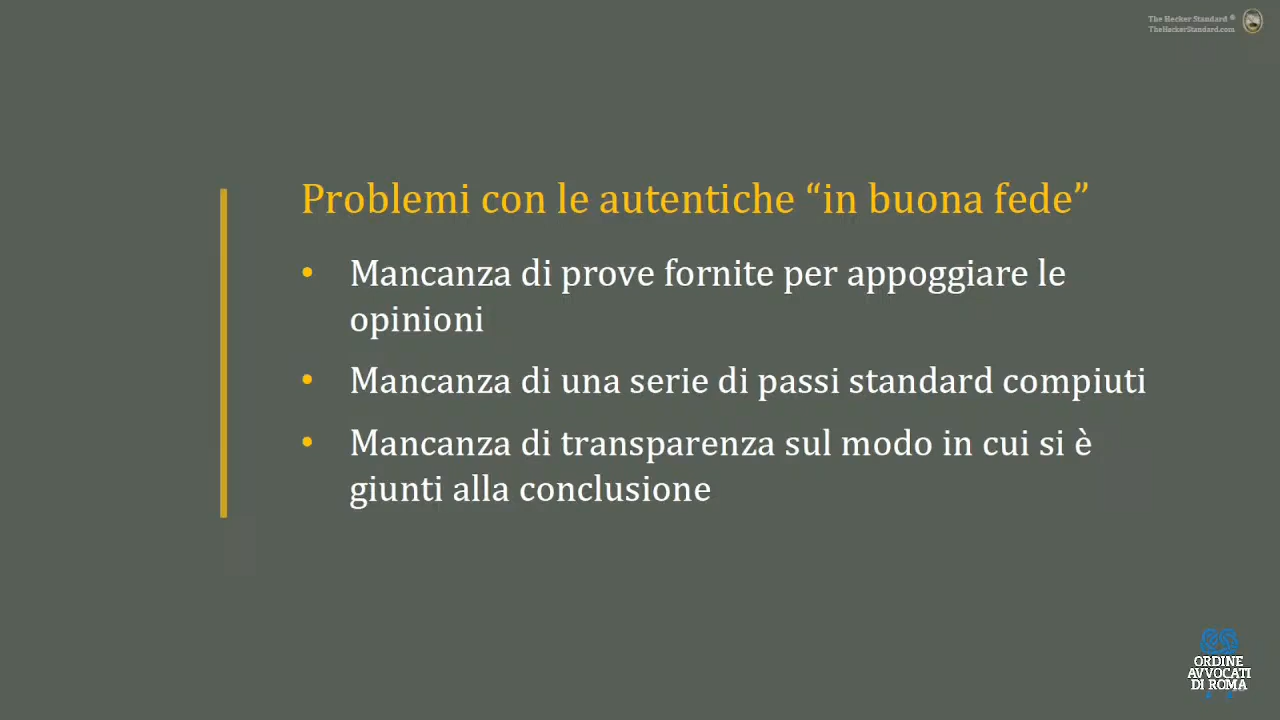 The Hecker Standard ®
TheHeckerStandard.com
Problemi con le autentiche “in buona fede”
• Mancanza di prove fornite per appoggiare le
opinioni
• Mancanza di una serie di passi standard compiuti
• Mancanza di transparenza sul modo in cui si è
giunti alla conclusione
ORDINE
AVVOCATI
DI ROMA